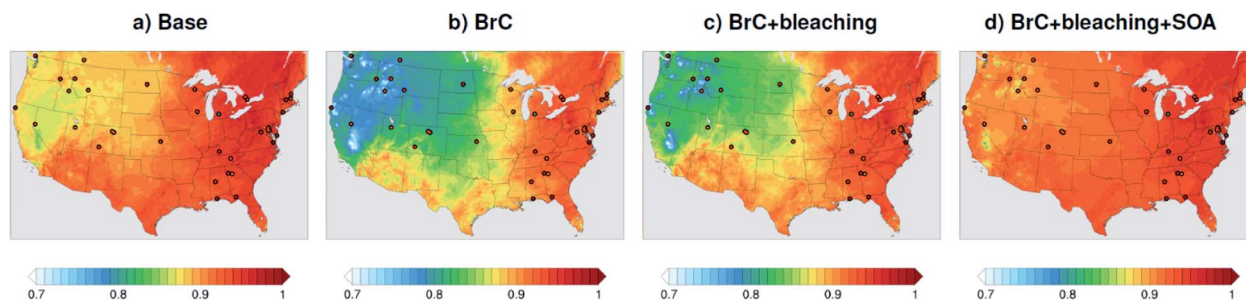 a) Base
b) BrC
c) BrC+bleaching
d) BrC+bleaching+SOA
0.7 0.8 0.9 1
0.7 0.8 0.9 1
0.7 0.8 0.9 1
0.7 0.8 0.9 1